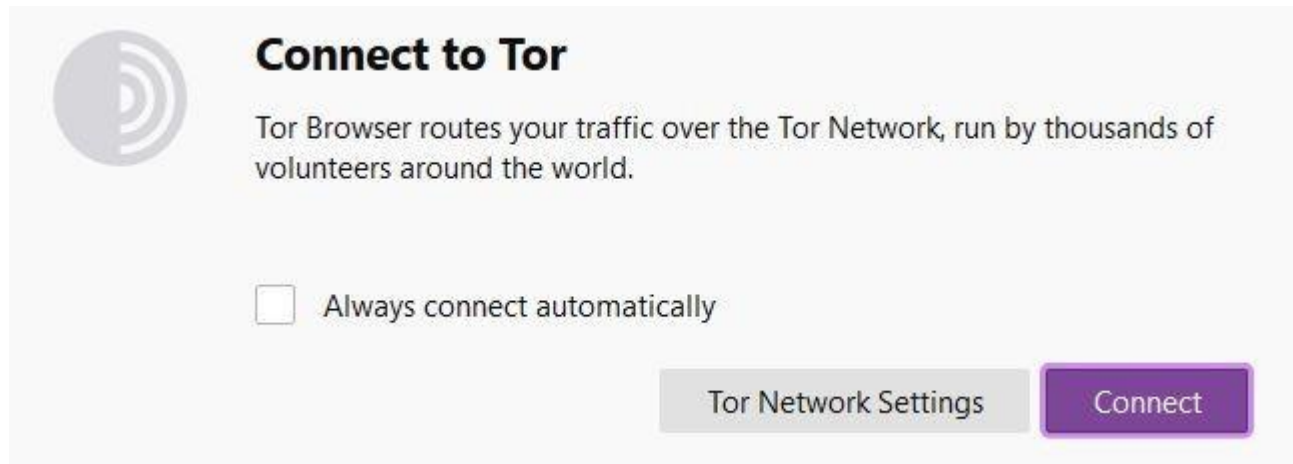 Connect to Tor
Tor Browser routes your traffic over the Tor Network, run by thousands of
volunteers around the world.
Always connect automatically
Tor Network Settings
Connect